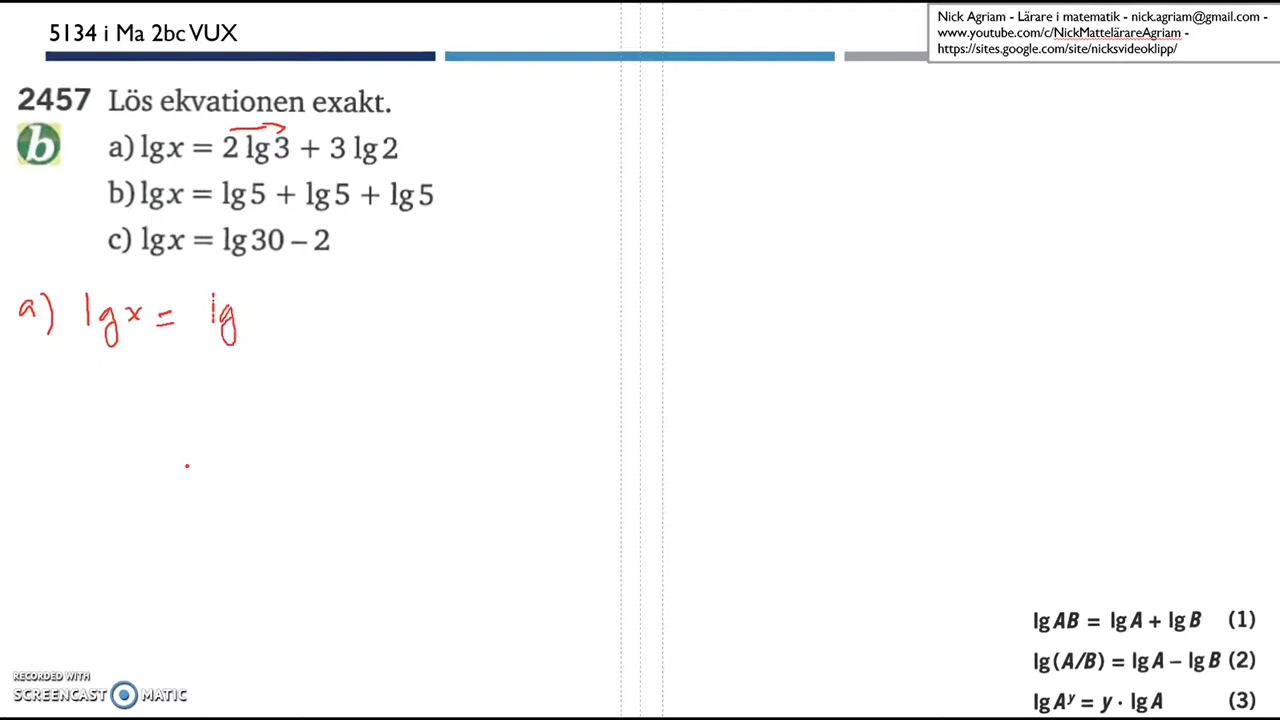 5134 i Ma 2bc VUX
Nick Agriam - Lärare i matematik - nick.agriam@gmail.com -
www.youtube.com/c/NickMattelärareAgriam -
https://sites.google.com/site/nicksvideoklipp/
2457 Lös ekvationen exakt.
b
a) lg x = 2 lg 3 + 3 lg 2
b) lg x = lg 5 + lg 5 + lg 5
c) lg x = lg 30 – 2
a) lg x = lg
lg AB = lg A + lg B (1)
lg (A/B) = lg A – lg B (2)
lg Aʸ = y · lg A (3)
RECORDED WITH
SCREENCAST MATIC